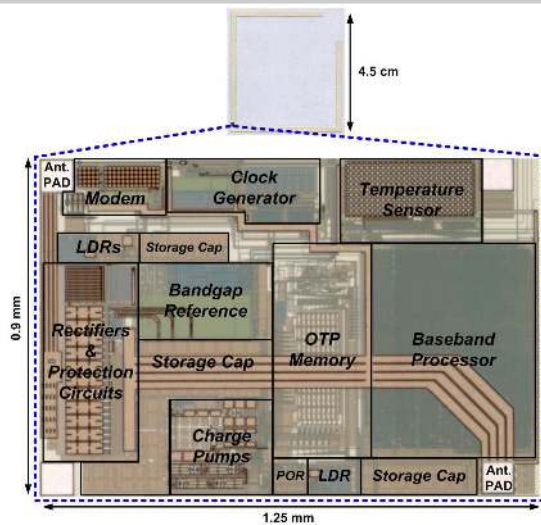 4.5 cm
Ant.
PAD
Modem
Clock
Generator
Temperature
Sensor
LDRs
Storage Cap
Bandgap
Reference
Rectifiers
&
Protection
Circuits
Storage Cap
OTP
Memory
Baseband
Processor
Charge
Pumps
POR
LDR
Storage Cap
Ant.
PAD
0.9 mm
1.25 mm